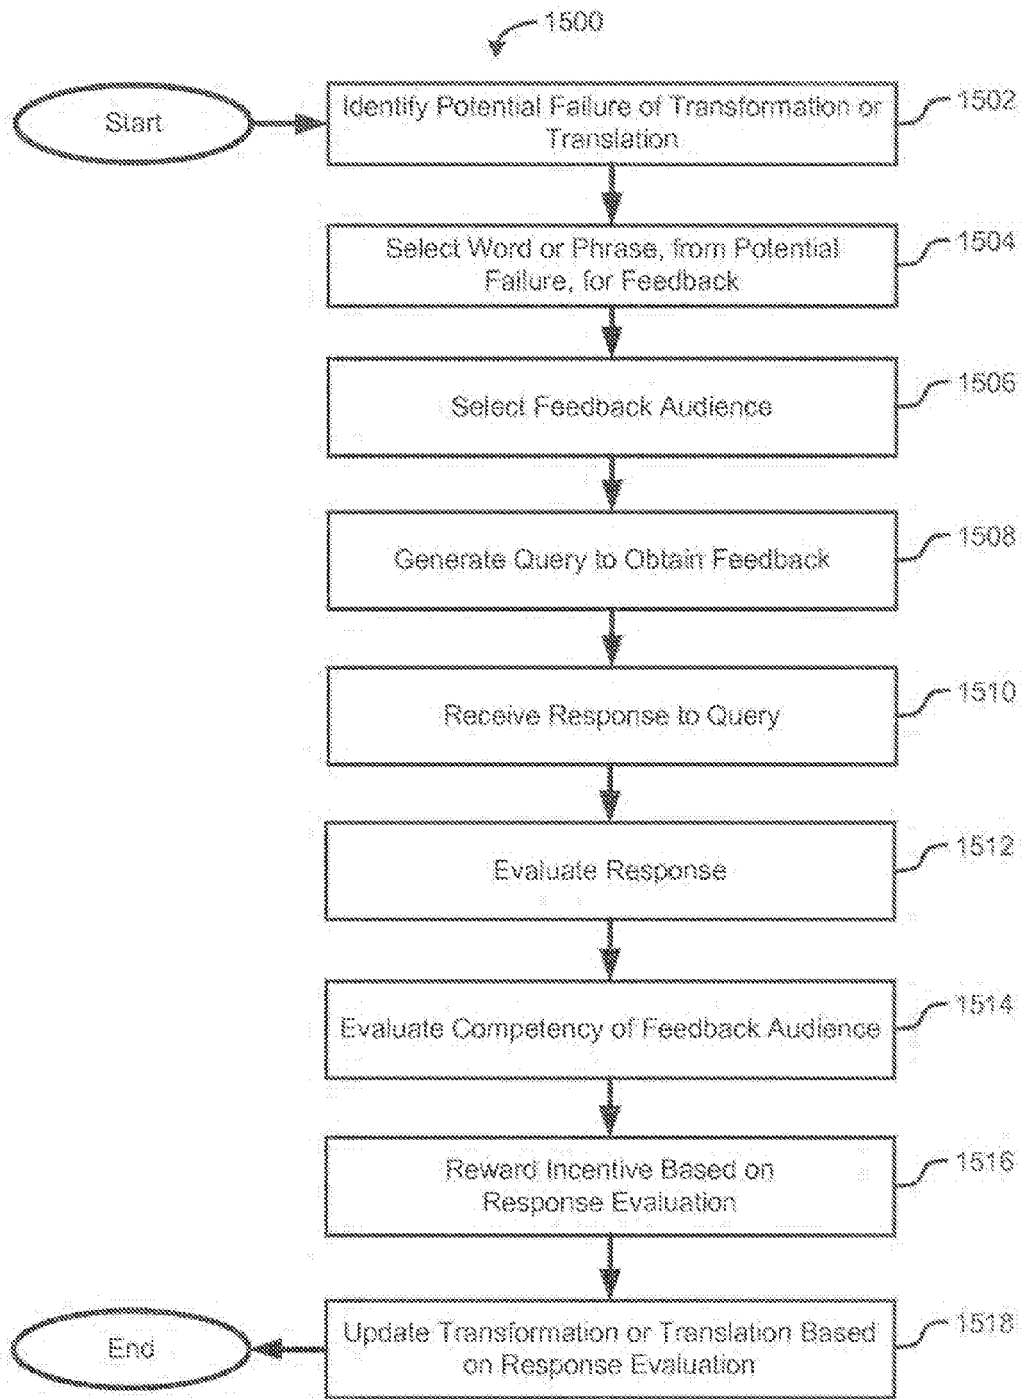 1500
Start
Identify Potential Failure of Transformation or
Translation
1502
Select Word or Phrase, from Potential
Failure, for Feedback
1504
Select Feedback Audience
1506
Generate Query to Obtain Feedback
1508
Receive Response to Query
1510
Evaluate Response
1512
Evaluate Competency of Feedback Audience
1514
Reward Incentive Based on
Response Evaluation
1516
End
Update Transformation or Translation Based
on Response Evaluation
1518